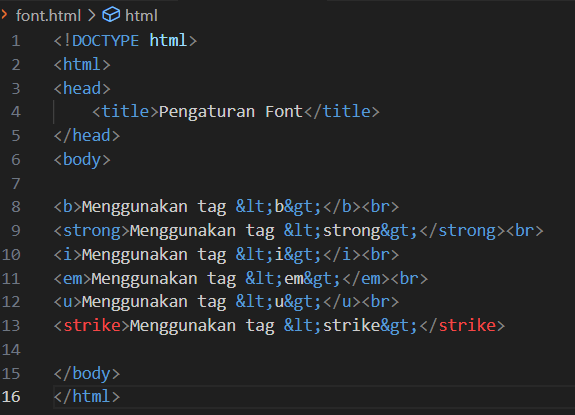 font.html > html
1 <!DOCTYPE html>
2 <html>
3 <head>
4     <title>Pengaturan Font</title>
5 </head>
6 <body>
7
8 <b>Menggunakan tag &lt;b&gt;</b><br>
9 <strong>Menggunakan tag &lt;strong&gt;</strong><br>
10 <i>Menggunakan tag &lt;i&gt;</i><br>
11 <em>Menggunakan tag &lt;em&gt;</em><br>
12 <u>Menggunakan tag &lt;u&gt;</u><br>
13 <strike>Menggunakan tag &lt;strike&gt;</strike>
14
15 </body>
16 </html>